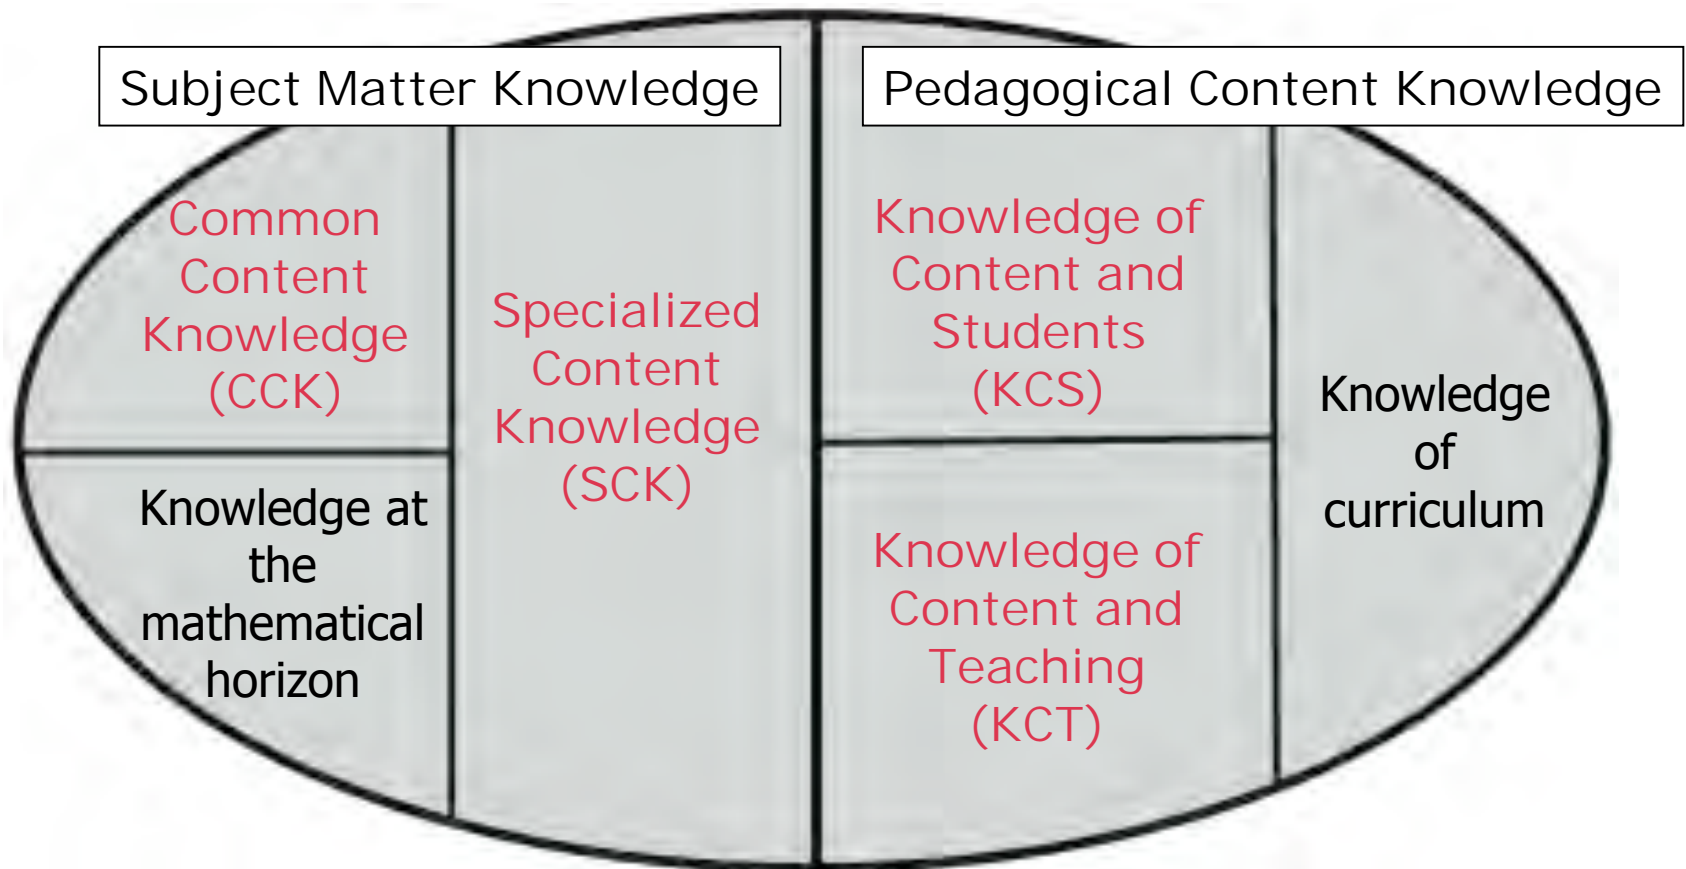 Subject Matter Knowledge
Pedagogical Content Knowledge
Common
Content
Knowledge
(CCK)
Knowledge at
the
mathematical
horizon
Specialized
Content
Knowledge
(SCK)
Knowledge of
Content and
Students
(KCS)
Knowledge of
Content and
Teaching
(KCT)
Knowledge
of
curriculum